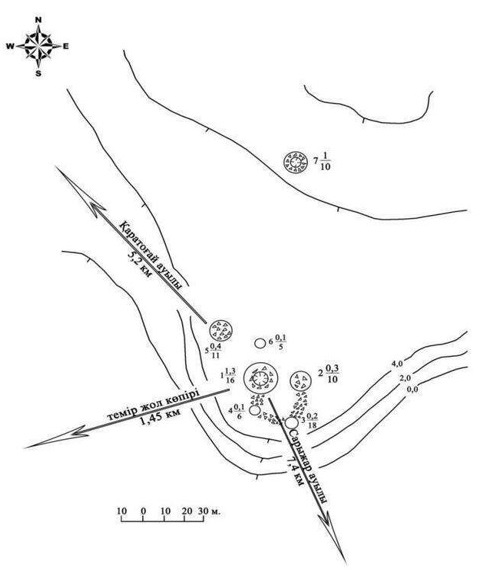 N
W E
S
7 1/10
Қаратоғай ауылы
5,2 км
5 0,4/11
6 0,1/5
1 1,3/16
2 0,3/10
4,0
2,0
0,0
темір жол көпірі
1,45 км
4 0,1/6
3 0,2/18
Сарыжар ауылы
7,4 км
10 0 10 20 30 м.